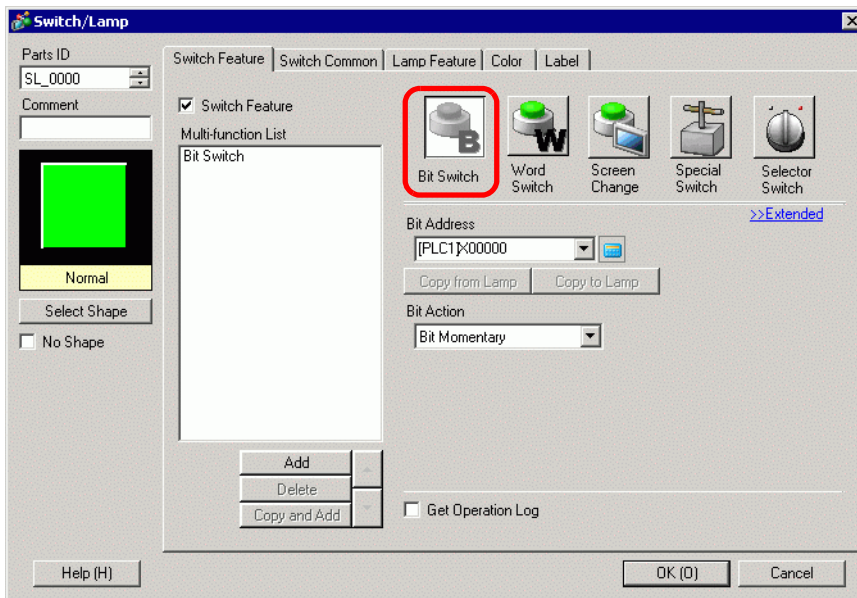 Switch/Lamp
Parts ID
SL_0000
Comment
Normal
Select Shape
No Shape
Switch Feature
Switch Common
Lamp Feature
Color
Label
Switch Feature
Multi-function List
Bit Switch
Add
Delete
Copy and Add
B
Bit Switch
W
Word
Switch
Screen
Change
Special
Switch
Selector
Switch
>>Extended
Bit Address
[PLC1]X00000
Copy from Lamp
Copy to Lamp
Bit Action
Bit Momentary
Get Operation Log
Help (H)
OK (O)
Cancel